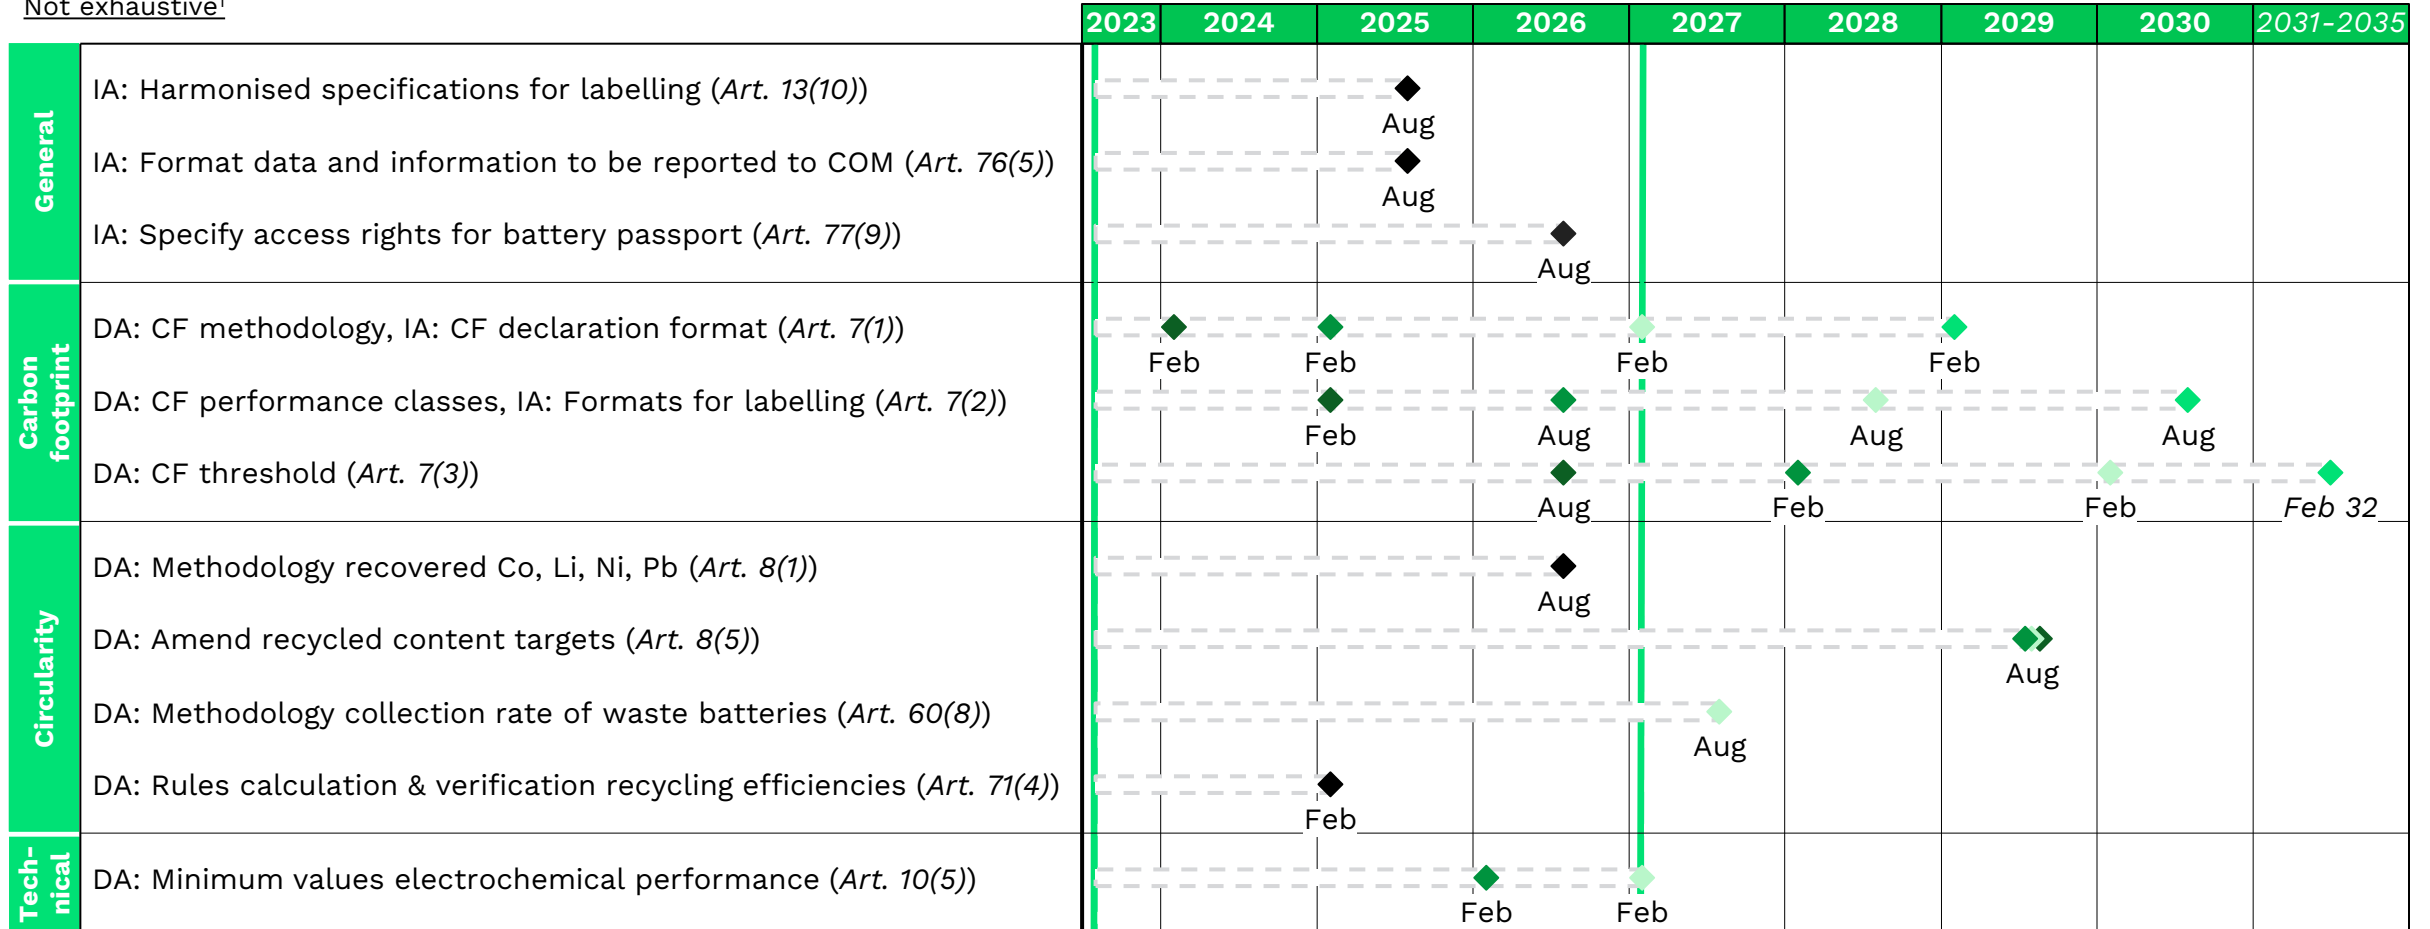 Not exhaustive¹
2023 2024 2025 2026 2027 2028 2029 2030 2031-2035
General
IA: Harmonised specifications for labelling (Art. 13(10))
Aug
IA: Format data and information to be reported to COM (Art. 76(5))
Aug
IA: Specify access rights for battery passport (Art. 77(9))
Aug
Carbon
footprint
DA: CF methodology, IA: CF declaration format (Art. 7(1))
Feb Feb Feb Feb
DA: CF performance classes, IA: Formats for labelling (Art. 7(2))
Feb Aug Aug Aug
DA: CF threshold (Art. 7(3))
Aug Feb Feb Feb 32
Circularity
DA: Methodology recovered Co, Li, Ni, Pb (Art. 8(1))
Aug
DA: Amend recycled content targets (Art. 8(5))
Aug
DA: Methodology collection rate of waste batteries (Art. 60(8))
Aug
DA: Rules calculation & verification recycling efficiencies (Art. 71(4))
Feb
Tech-
nical
DA: Minimum values electrochemical performance (Art. 10(5))
Feb Feb